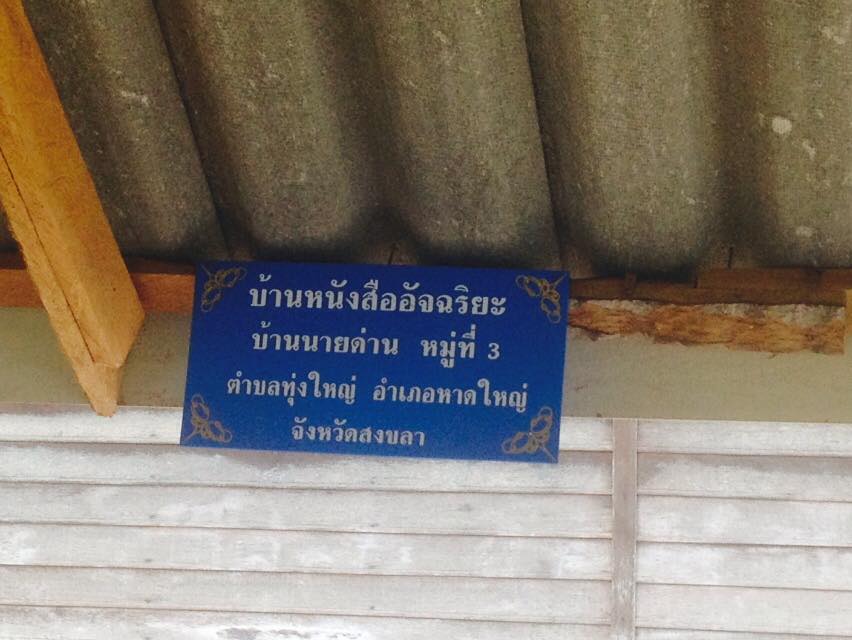 บ้านหนังสืออัจฉริยะ
บ้านนายด่าน หมู่ที่ 3
ตำบลทุ่งใหญ่ อำเภอหาดใหญ่
จังหวัดสงขลา